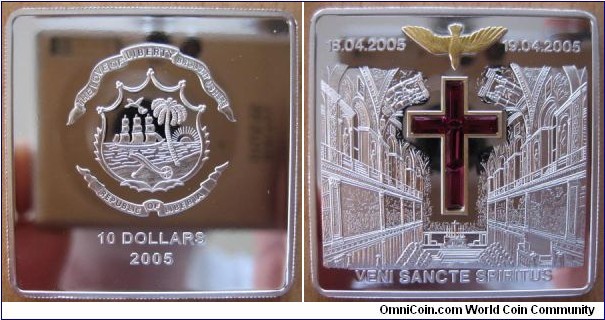 THE LOVE OF LIBERTY BROUGHT US HERE
REPUBLIC OF LIBERIA
10 DOLLARS
2005
18.04.2005 19.04.2005
VENI SANCTE SPIRITUS
OmniCoin.com World Coin Community